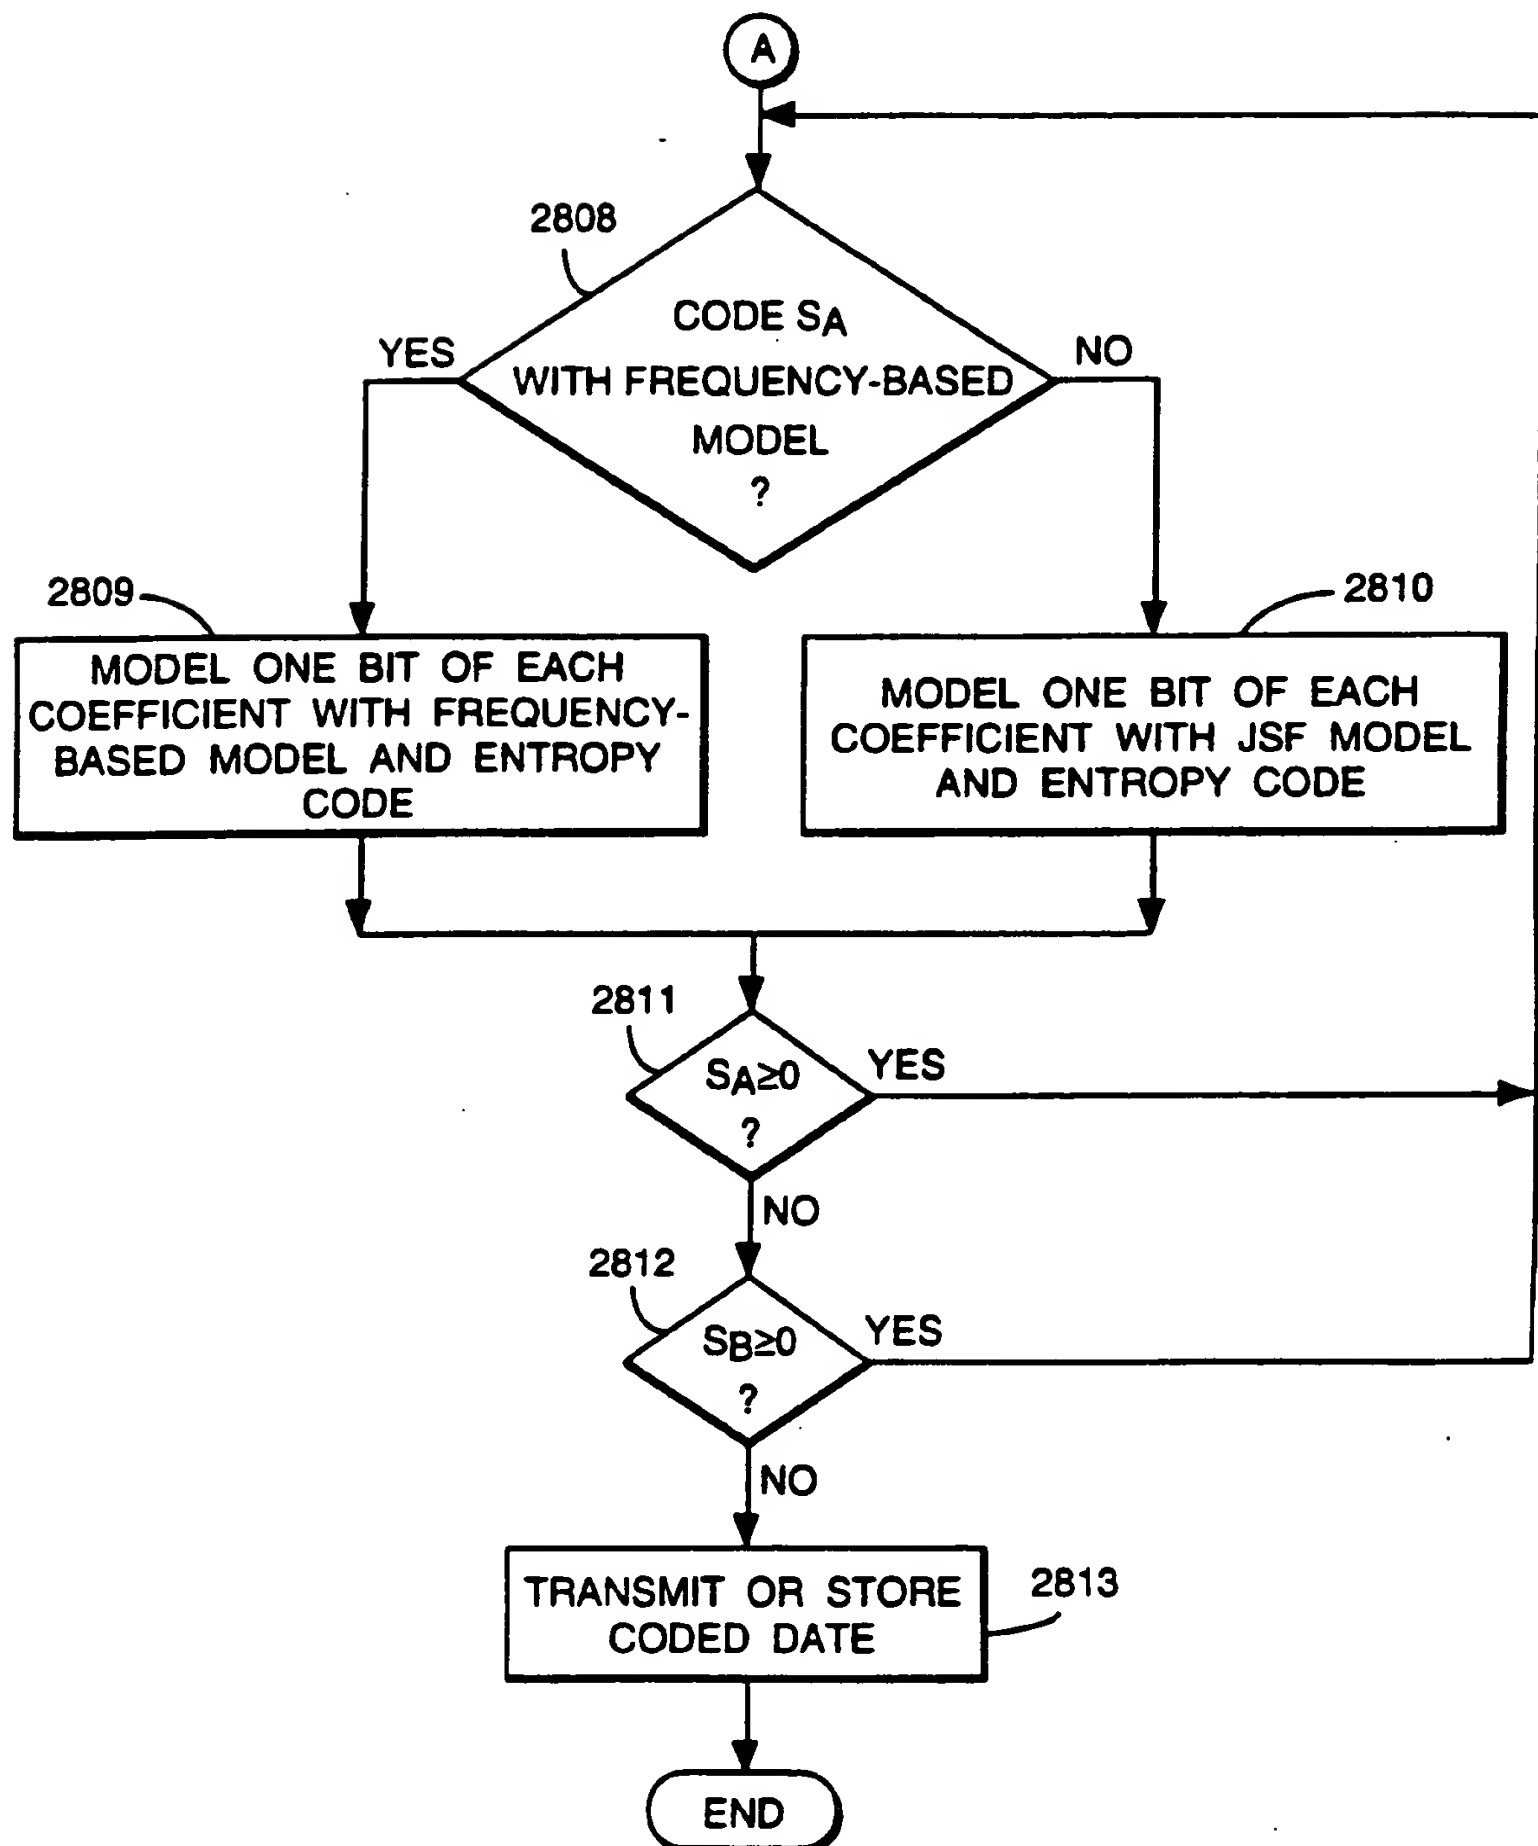 A
2808
CODE SA
WITH FREQUENCY-BASED
MODEL
?
YES
NO
2809
MODEL ONE BIT OF EACH
COEFFICIENT WITH FREQUENCY-
BASED MODEL AND ENTROPY
CODE
2810
MODEL ONE BIT OF EACH
COEFFICIENT WITH JSF MODEL
AND ENTROPY CODE
2811
SA≥0
?
YES
NO
2812
SB≥0
?
YES
NO
TRANSMIT OR STORE
CODED DATE
2813
END